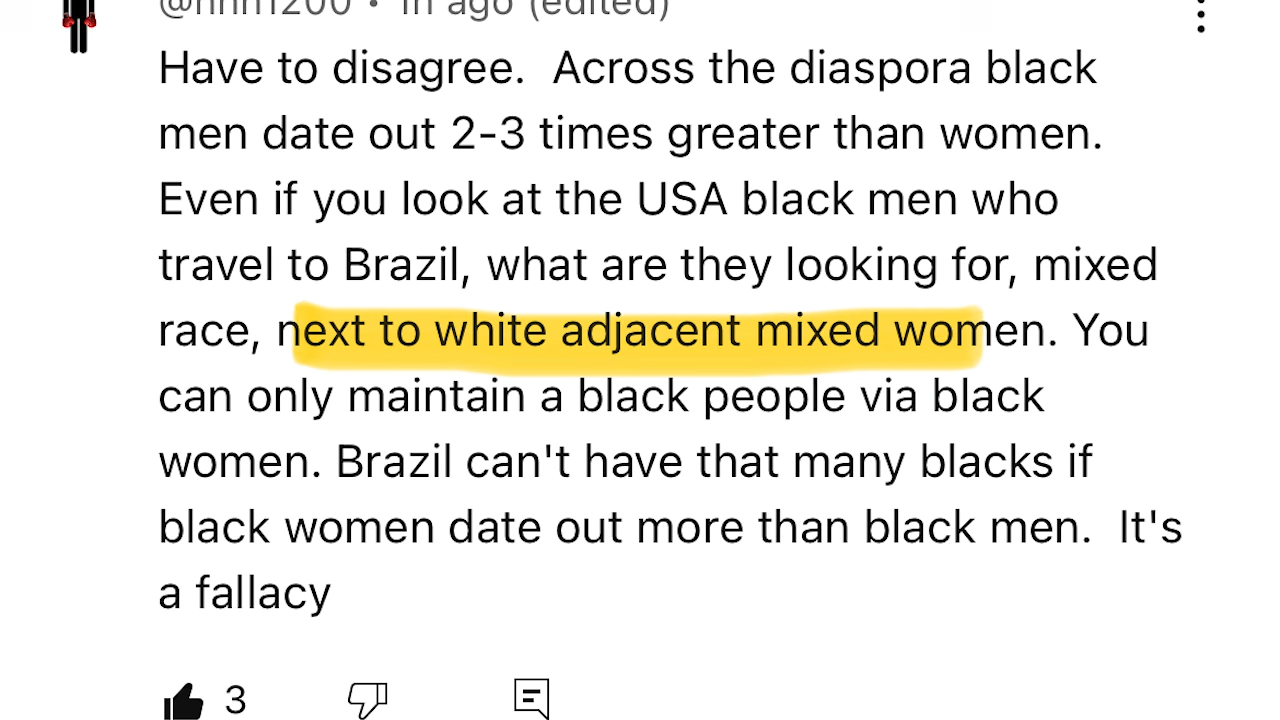 ago (edited)
Have to disagree. Across the diaspora black
men date out 2-3 times greater than women.
Even if you look at the USA black men who
travel to Brazil, what are they looking for, mixed
race, next to white adjacent mixed women. You
can only maintain a black people via black
women. Brazil can't have that many blacks if
black women date out more than black men. It's
a fallacy
3